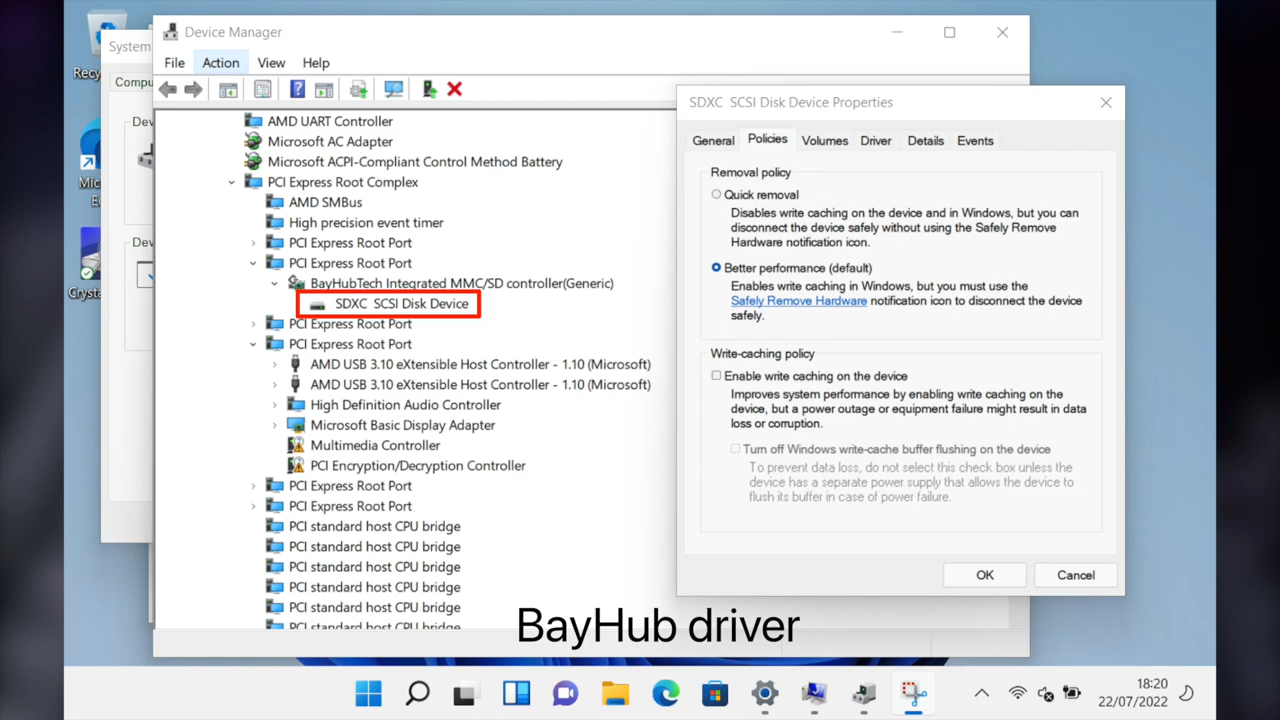 Recy
Mic
E
Crysta
System
Compu
Dev
Dev
Device Manager
File Action View Help
AMD UART Controller
Microsoft AC Adapter
Microsoft ACPI-Compliant Control Method Battery
PCI Express Root Complex
AMD SMBus
High precision event timer
PCI Express Root Port
PCI Express Root Port
BayHubTech Integrated MMC/SD controller(Generic)
SDXC SCSI Disk Device
PCI Express Root Port
PCI Express Root Port
AMD USB 3.10 eXtensible Host Controller - 1.10 (Microsoft)
AMD USB 3.10 eXtensible Host Controller - 1.10 (Microsoft)
High Definition Audio Controller
Microsoft Basic Display Adapter
Multimedia Controller
PCI Encryption/Decryption Controller
PCI Express Root Port
PCI Express Root Port
PCI standard host CPU bridge
PCI standard host CPU bridge
PCI standard host CPU bridge
PCI standard host CPU bridge
PCI standard host CPU bridge
PCI standard host CPU bridge
SDXC SCSI Disk Device Properties
General Policies Volumes Driver Details Events
Removal policy
Quick removal
Disables write caching on the device and in Windows, but you can
disconnect the device safely without using the Safely Remove
Hardware notification icon.
Better performance (default)
Enables write caching in Windows, but you must use the
Safely Remove Hardware notification icon to disconnect the device
safely.
Write-caching policy
Enable write caching on the device
Improves system performance by enabling write caching on the
device, but a power outage or equipment failure might result in data
loss or corruption.
Turn off Windows write-cache buffer flushing on the device
To prevent data loss, do not select this check box unless the
device has a separate power supply that allows the device to
flush its buffer in case of power failure.
OK Cancel
BayHub driver
18:20
22/07/2022